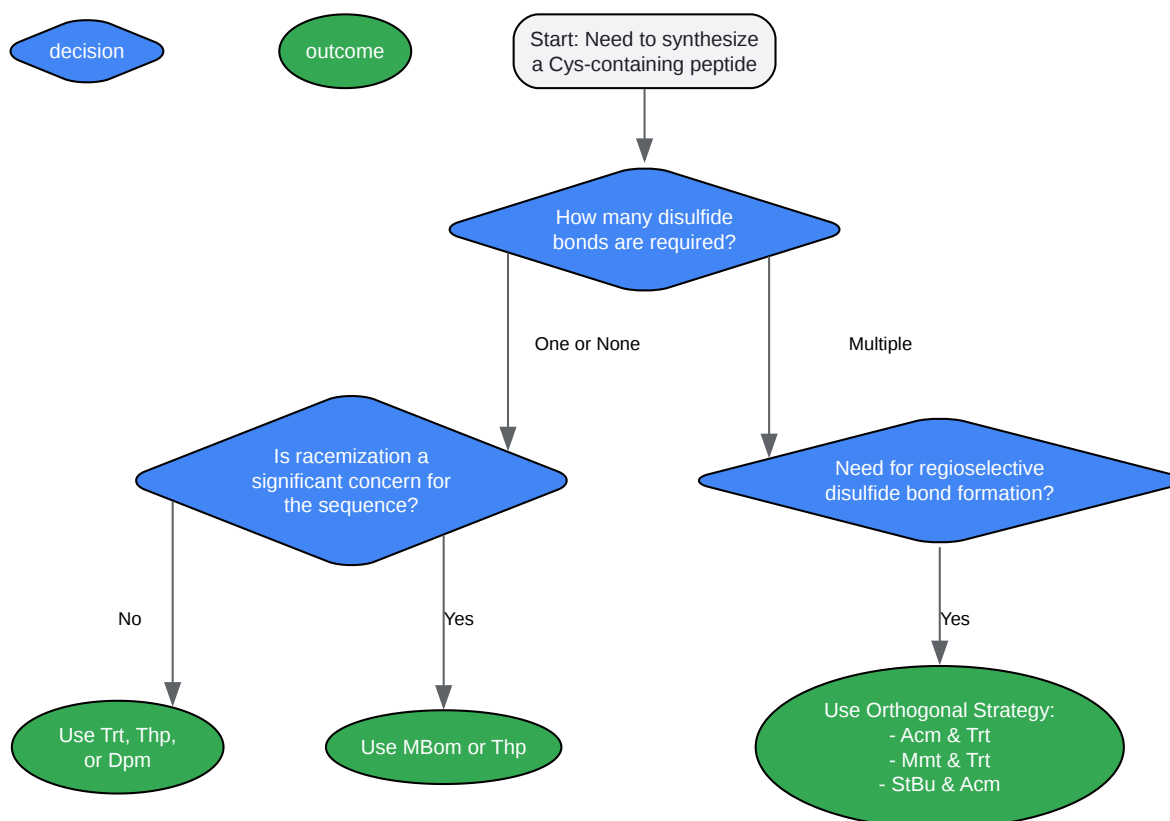 decision
outcome
Start: Need to synthesize
a Cys-containing peptide
How many disulfide
bonds are required?
One or None
Multiple
Is racemization a
significant concern for
the sequence?
Need for regioselective
disulfide bond formation?
No
Yes
Yes
Use Trt, Thp,
or Dpm
Use MBom or Thp
Use Orthogonal Strategy:
- Acm & Trt
- Mmt & Trt
- StBu & Acm